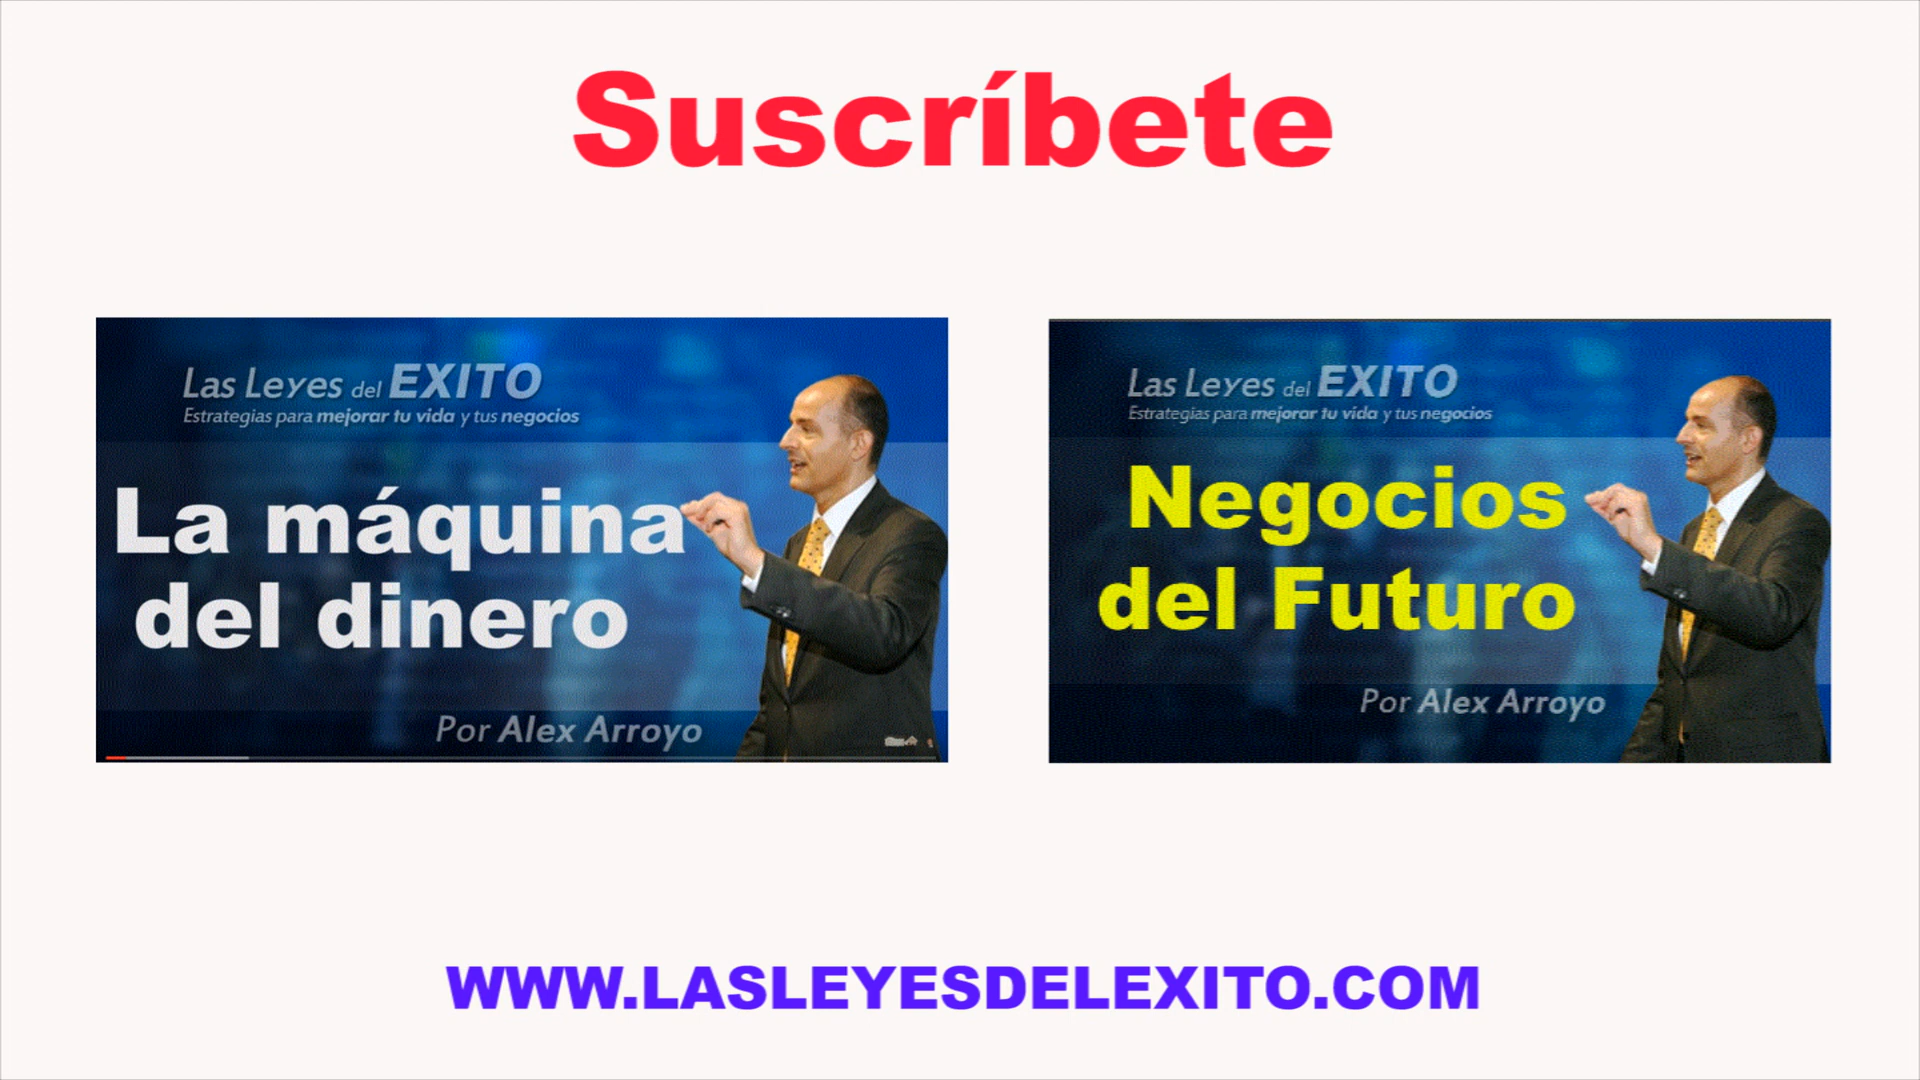 Suscríbete
Las Leyes del EXITO
Estrategias para mejorar tu vida y tus negocios
La máquina
del dinero
Por Alex Arroyo
Las Leyes del EXITO
Estrategias para mejorar tu vida y tus negocios
Negocios
del Futuro
Por Alex Arroyo
WWW.LASLEYESDELEXITO.COM